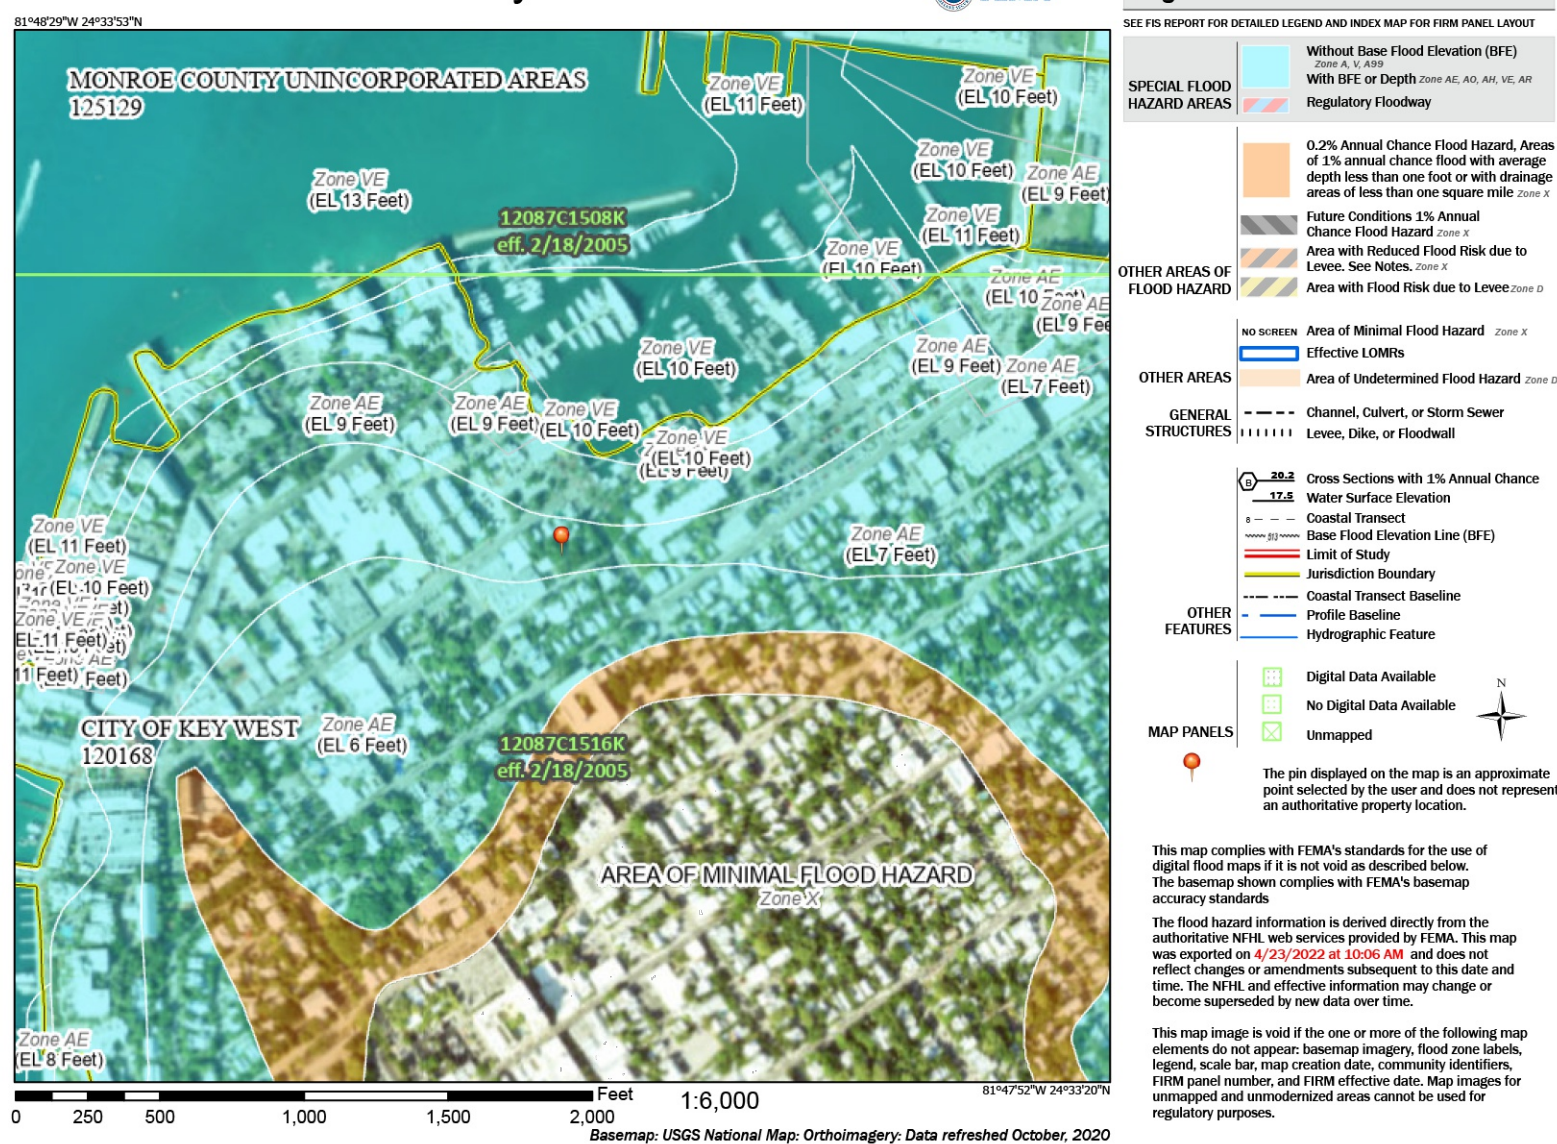 81°48'29"W 24°33'53"N
SEE FIS REPORT FOR DETAILED LEGEND AND INDEX MAP FOR FIRM PANEL LAYOUT
MONROE COUNTY UNINCORPORATED AREAS
125129
Zone VE
(EL 11 Feet)
Zone VE
(EL 10 Feet)
Zone VE
(EL 13 Feet)
Zone VE
(EL 10 Feet)
Zone AE
(EL 9 Feet)
12087C1508K
eff. 2/18/2005
Zone VE
(EL 11 Feet)
Zone VE
(EL 10 Feet)
Zone AE
(EL 10
Zone AE
(EL 9
Zone VE
(EL 10 Feet)
Zone AE
(EL 9 Feet)
Zone AE
(EL 7 Feet)
Zone AE
(EL 9 Feet)
Zone AE
(EL 9 Feet)
Zone VE
(EL 10 Feet)
Zone VE
(EL 10 Feet)
(EL 9 Feet)
Zone VE
(EL 11 Feet)
Zone VE
(EL 10 Feet)
Zone VE
EL 11 Feet)
AE
11 Feet)
Feet)
Zone AE
(EL 7 Feet)
CITY OF KEY WEST
120168
Zone AE
(EL 6 Feet)
12087C1516K
eff. 2/18/2005
AREA OF MINIMAL FLOOD HAZARD
Zone X
Zone AE
(EL 8 Feet)
81°47'52"W 24°33'20"N
0 250 500 1,000 1,500 2,000
Feet
1:6,000
Basemap: USGS National Map: Orthoimagery: Data refreshed October, 2020
SPECIAL FLOOD
HAZARD AREAS
Without Base Flood Elevation (BFE)
Zone A, V, A99
With BFE or Depth Zone AE, AO, AH, VE, AR
Regulatory Floodway
OTHER AREAS OF
FLOOD HAZARD
0.2% Annual Chance Flood Hazard, Areas
of 1% annual chance flood with average
depth less than one foot or with drainage
areas of less than one square mile Zone X
Future Conditions 1% Annual
Chance Flood Hazard Zone X
Area with Reduced Flood Risk due to
Levee. See Notes. Zone X
Area with Flood Risk due to Levee Zone D
OTHER AREAS
NO SCREEN Area of Minimal Flood Hazard Zone X
Effective LOMRs
Area of Undetermined Flood Hazard Zone D
GENERAL
STRUCTURES
Channel, Culvert, or Storm Sewer
Levee, Dike, or Floodwall
OTHER
FEATURES
B 20.2 Cross Sections with 1% Annual Chance
17.5 Water Surface Elevation
8 Coastal Transect
513 Base Flood Elevation Line (BFE)
Limit of Study
Jurisdiction Boundary
Coastal Transect Baseline
Profile Baseline
Hydrographic Feature
MAP PANELS
Digital Data Available
No Digital Data Available
Unmapped
N
The pin displayed on the map is an approximate
point selected by the user and does not represent
an authoritative property location.
This map complies with FEMA's standards for the use of
digital flood maps if it is not void as described below.
The basemap shown complies with FEMA's basemap
accuracy standards
The flood hazard information is derived directly from the
authoritative NFHL web services provided by FEMA. This map
was exported on 4/23/2022 at 10:06 AM and does not
reflect changes or amendments subsequent to this date and
time. The NFHL and effective information may change or
become superseded by new data over time.
This map image is void if the one or more of the following map
elements do not appear: basemap imagery, flood zone labels,
legend, scale bar, map creation date, community identifiers,
FIRM panel number, and FIRM effective date. Map images for
unmapped and unmodernized areas cannot be used for
regulatory purposes.